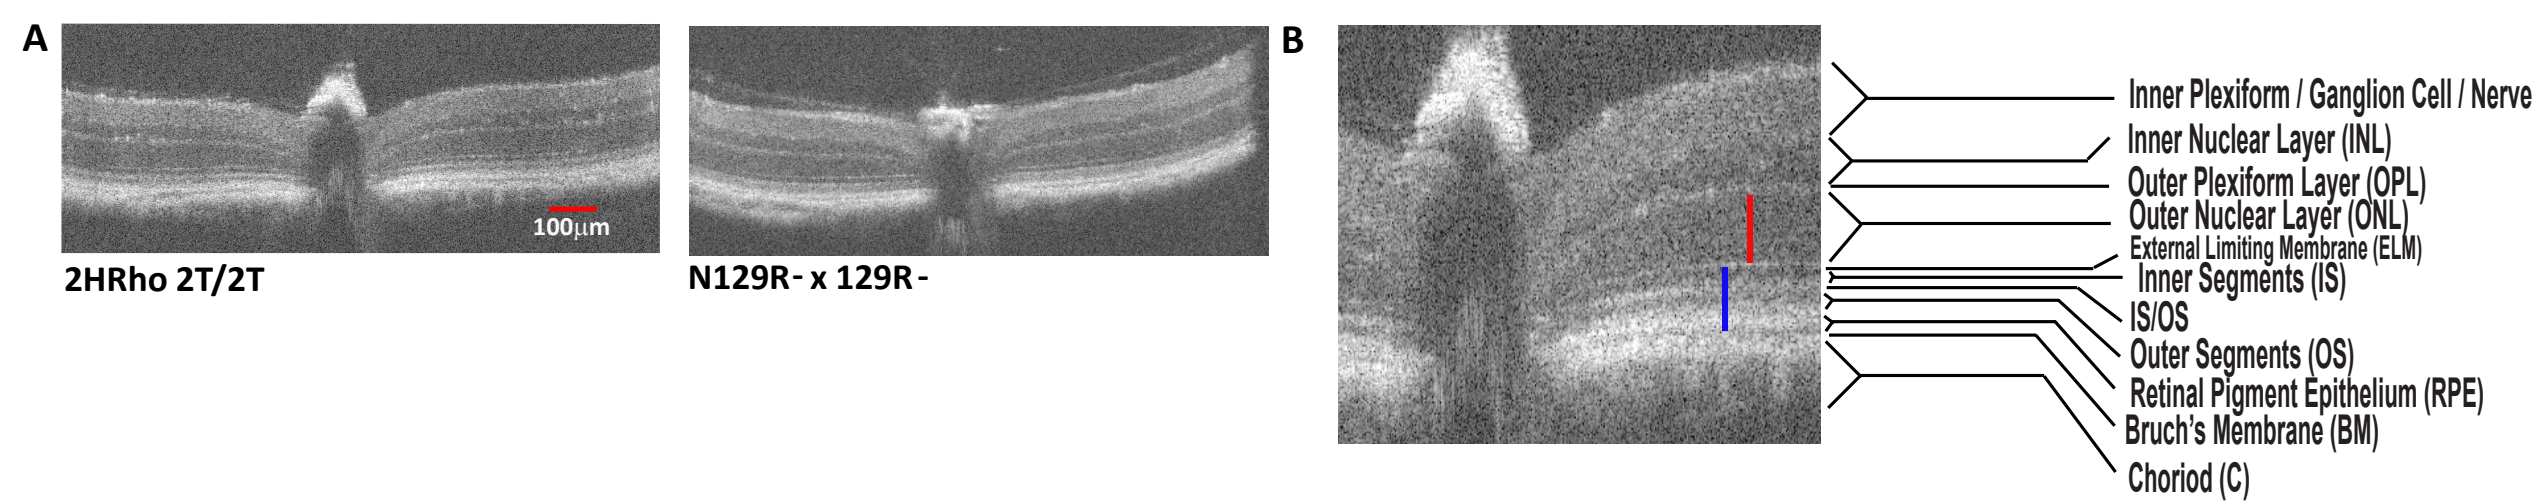 A
100μm
2HRho 2T/2T
N129R- x 129R-
B
Inner Plexiform / Ganglion Cell / Nerve
Inner Nuclear Layer (INL)
Outer Plexiform Layer (OPL)
Outer Nuclear Layer (ONL)
External Limiting Membrane (ELM)
Inner Segments (IS)
IS/OS
Outer Segments (OS)
Retinal Pigment Epithelium (RPE)
Bruch's Membrane (BM)
Choriod (C)